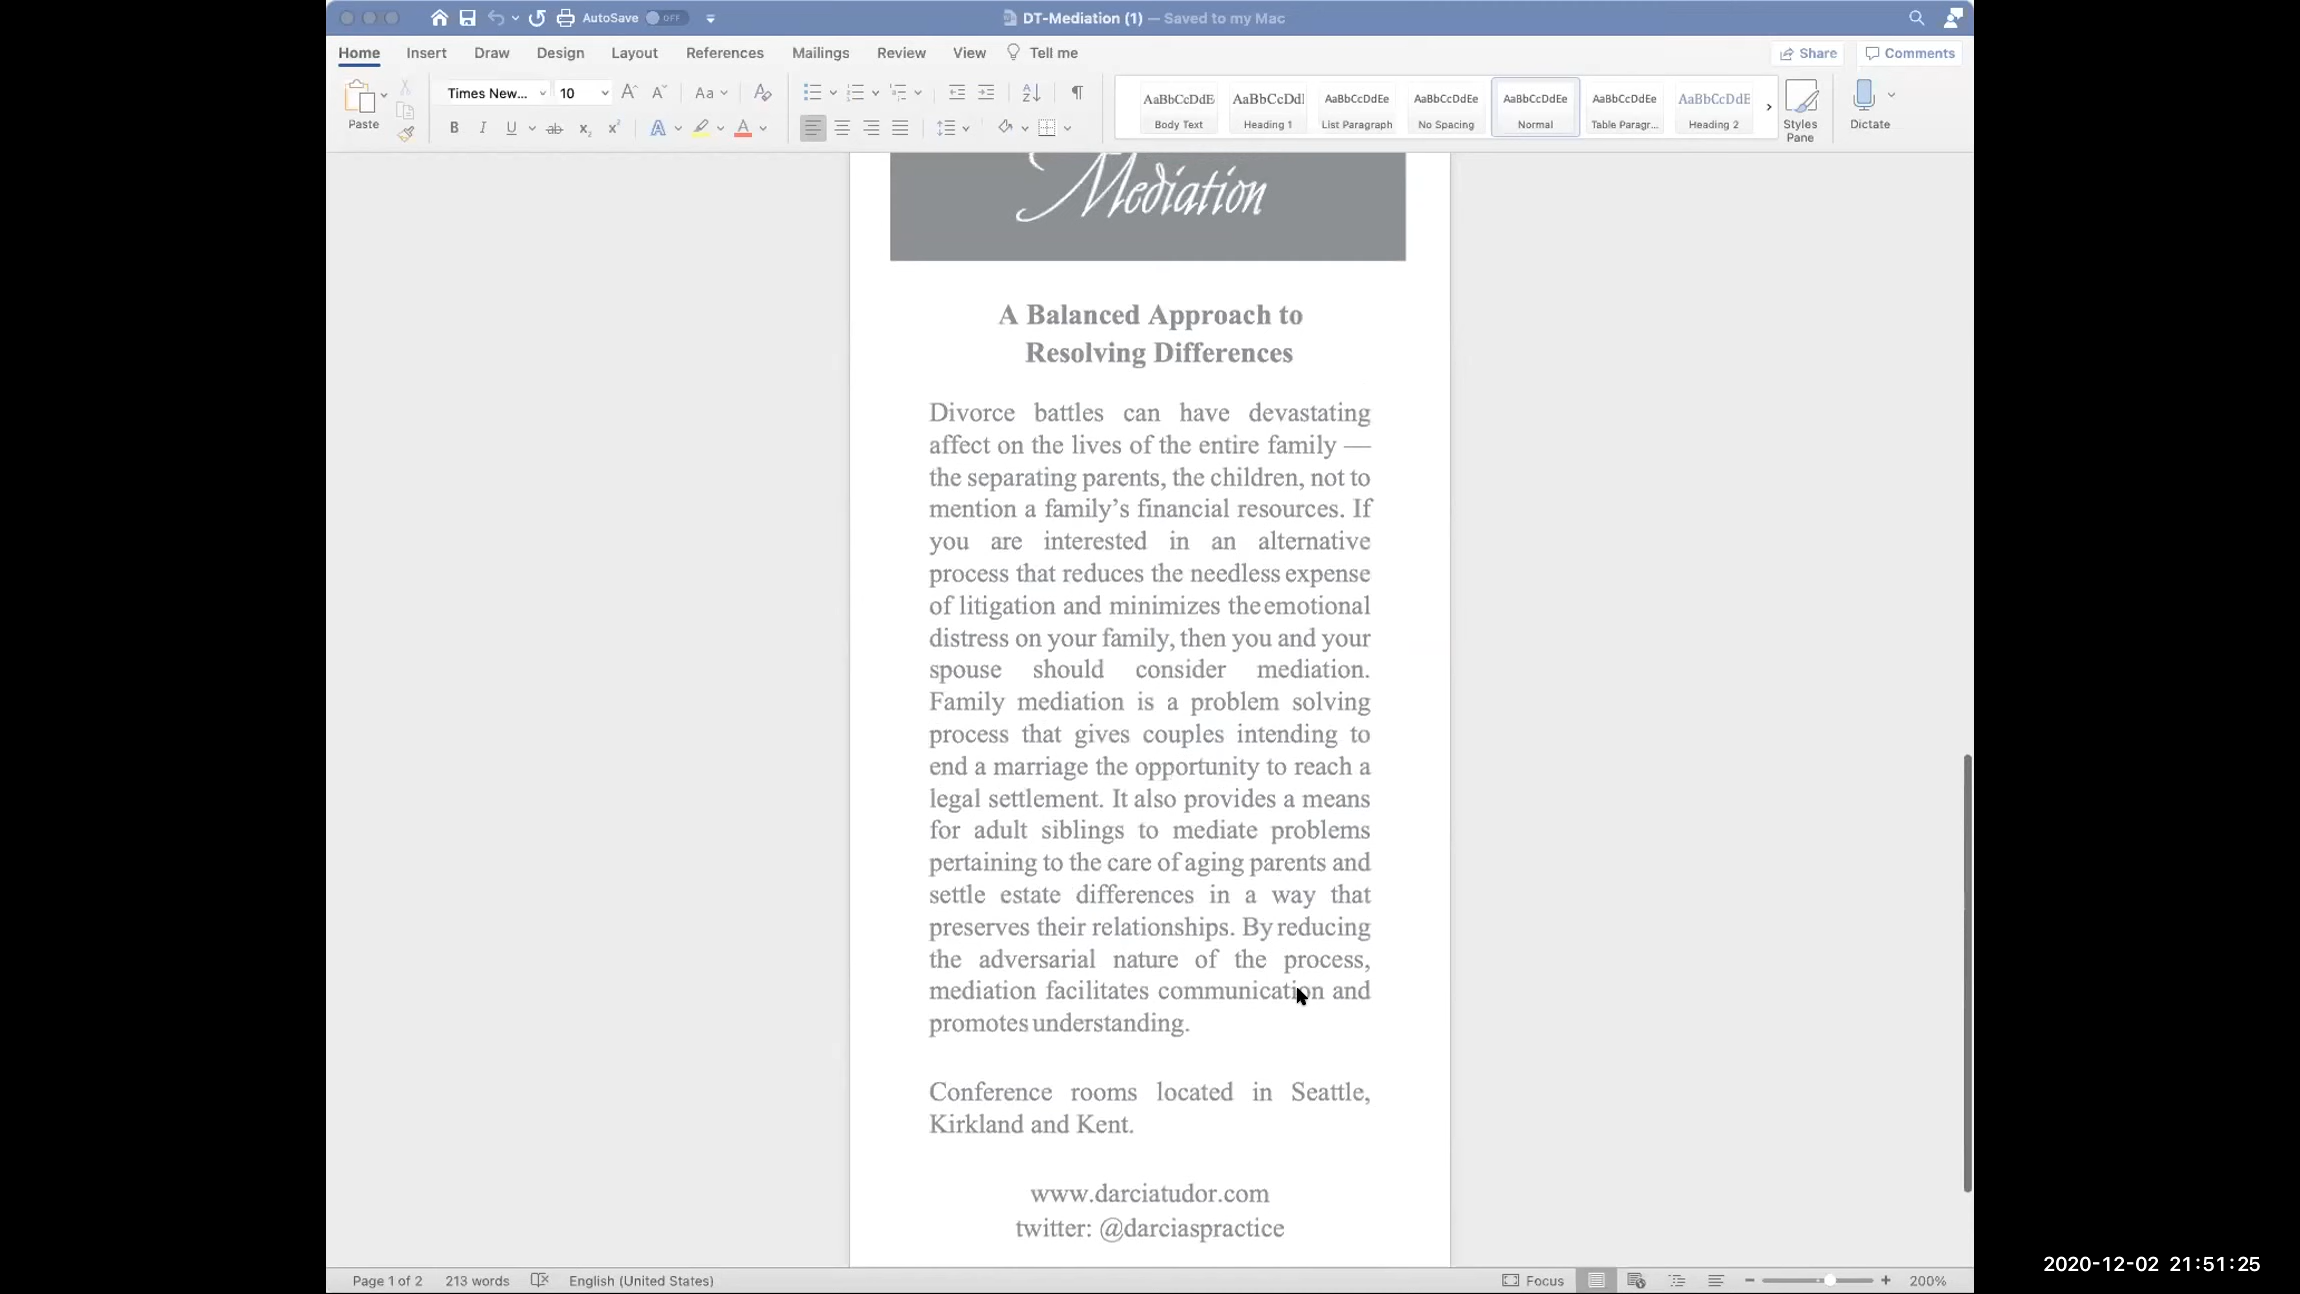 AutoSave OFF DT-Mediation (1) — Saved to my Mac
Home Insert Draw Design Layout References Mailings Review View Tell me Share Comments
Paste Times New... 10 Aa AaBbCcDdE Body Text AaBbCcDdI Heading 1 AaBbCcDdEe List Paragraph AaBbCcDdEe No Spacing AaBbCcDdEe Normal AaBbCcDdEe Table Paragr... AaBbCcDdE Heading 2 Styles Pane Dictate
Mediation
A Balanced Approach to
Resolving Differences
Divorce battles can have devastating
affect on the lives of the entire family —
the separating parents, the children, not to
mention a family’s financial resources. If
you are interested in an alternative
process that reduces the needless expense
of litigation and minimizes theemotional
distress on your family, then you and your
spouse should consider mediation.
Family mediation is a problem solving
process that gives couples intending to
end a marriage the opportunity to reach a
legal settlement. It also provides a means
for adult siblings to mediate problems
pertaining to the care of aging parents and
settle estate differences in a way that
preserves their relationships. By reducing
the adversarial nature of the process,
mediation facilitates communication and
promotes understanding.
Conference rooms located in Seattle,
Kirkland and Kent.
www.darciatudor.com
twitter: @darciaspractice
Page 1 of 2 213 words English (United States) Focus 200%
2020-12-02 21:51:25